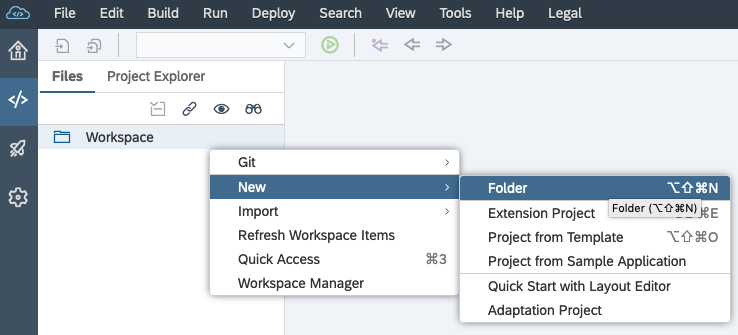 File Edit Build Run Deploy Search View Tools Help Legal
Files Project Explorer
Workspace
Git
New
Import
Refresh Workspace Items
Quick Access ⌘3
Workspace Manager
Folder ⌥⇧⌘N
Folder (⌥⇧⌘N)
Extension Project ⌘E
Project from Template ⌥⇧⌘O
Project from Sample Application
Quick Start with Layout Editor
Adaptation Project